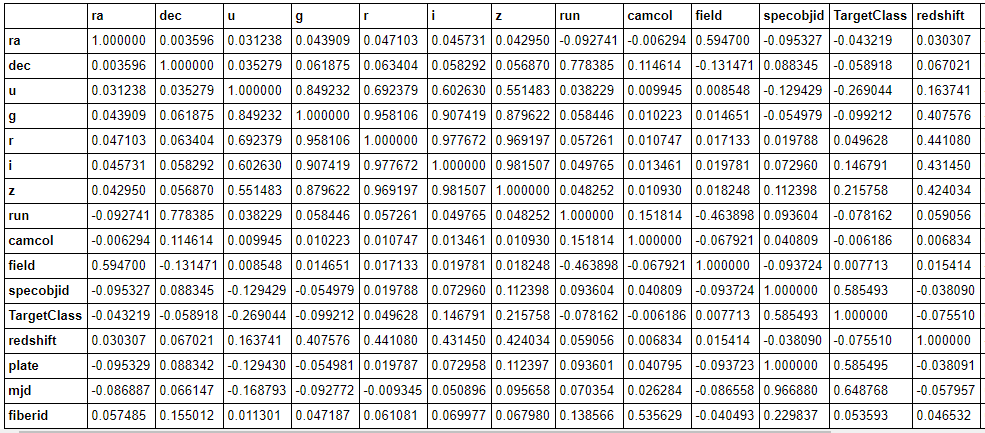 ra dec u g r i z run camcol field specobjid TargetClass redshift
ra 1.000000 0.003596 0.031238 0.043909 0.047103 0.045731 0.042950 -0.092741 -0.006294 0.594700 -0.095327 -0.043219 0.030307
dec 0.003596 1.000000 0.035279 0.061875 0.063404 0.058292 0.056870 0.778385 0.114614 -0.131471 0.088345 -0.058918 0.067021
u 0.031238 0.035279 1.000000 0.849232 0.692379 0.602630 0.551483 0.038229 0.009945 0.008548 -0.129429 -0.269044 0.163741
g 0.043909 0.061875 0.849232 1.000000 0.958106 0.907419 0.879622 0.058446 0.010223 0.014651 -0.054979 -0.099212 0.407576
r 0.047103 0.063404 0.692379 0.958106 1.000000 0.977672 0.969197 0.057261 0.010747 0.017133 0.019788 0.049628 0.441080
i 0.045731 0.058292 0.602630 0.907419 0.977672 1.000000 0.981507 0.049765 0.013461 0.019781 0.072960 0.146791 0.431450
z 0.042950 0.056870 0.551483 0.879622 0.969197 0.981507 1.000000 0.048252 0.010930 0.018248 0.112398 0.215758 0.424034
run -0.092741 0.778385 0.038229 0.058446 0.057261 0.049765 0.048252 1.000000 0.151814 -0.463898 0.093604 -0.078162 0.059056
camcol -0.006294 0.114614 0.009945 0.010223 0.010747 0.013461 0.010930 0.151814 1.000000 -0.067921 0.040809 -0.006186 0.006834
field 0.594700 -0.131471 0.008548 0.014651 0.017133 0.019781 0.018248 -0.463898 -0.067921 1.000000 -0.093724 0.007713 0.015414
specobjid -0.095327 0.088345 -0.129429 -0.054979 0.019788 0.072960 0.112398 0.093604 0.040809 -0.093724 1.000000 0.585493 -0.038090
TargetClass -0.043219 -0.058918 -0.269044 -0.099212 0.049628 0.146791 0.215758 -0.078162 -0.006186 0.007713 0.585493 1.000000 -0.075510
redshift 0.030307 0.067021 0.163741 0.407576 0.441080 0.431450 0.424034 0.059056 0.006834 0.015414 -0.038090 -0.075510 1.000000
plate -0.095329 0.088342 -0.129430 -0.054981 0.019787 0.072958 0.112397 0.093601 0.040795 -0.093723 1.000000 0.585495 -0.038091
mjd -0.086887 0.066147 -0.168793 -0.092772 -0.009345 0.050896 0.095658 0.070354 0.026284 -0.086558 0.966880 0.648768 -0.057957
fiberid 0.057485 0.155012 0.011301 0.047187 0.061081 0.069977 0.067980 0.138566 0.535629 -0.040493 0.229837 0.053593 0.046532